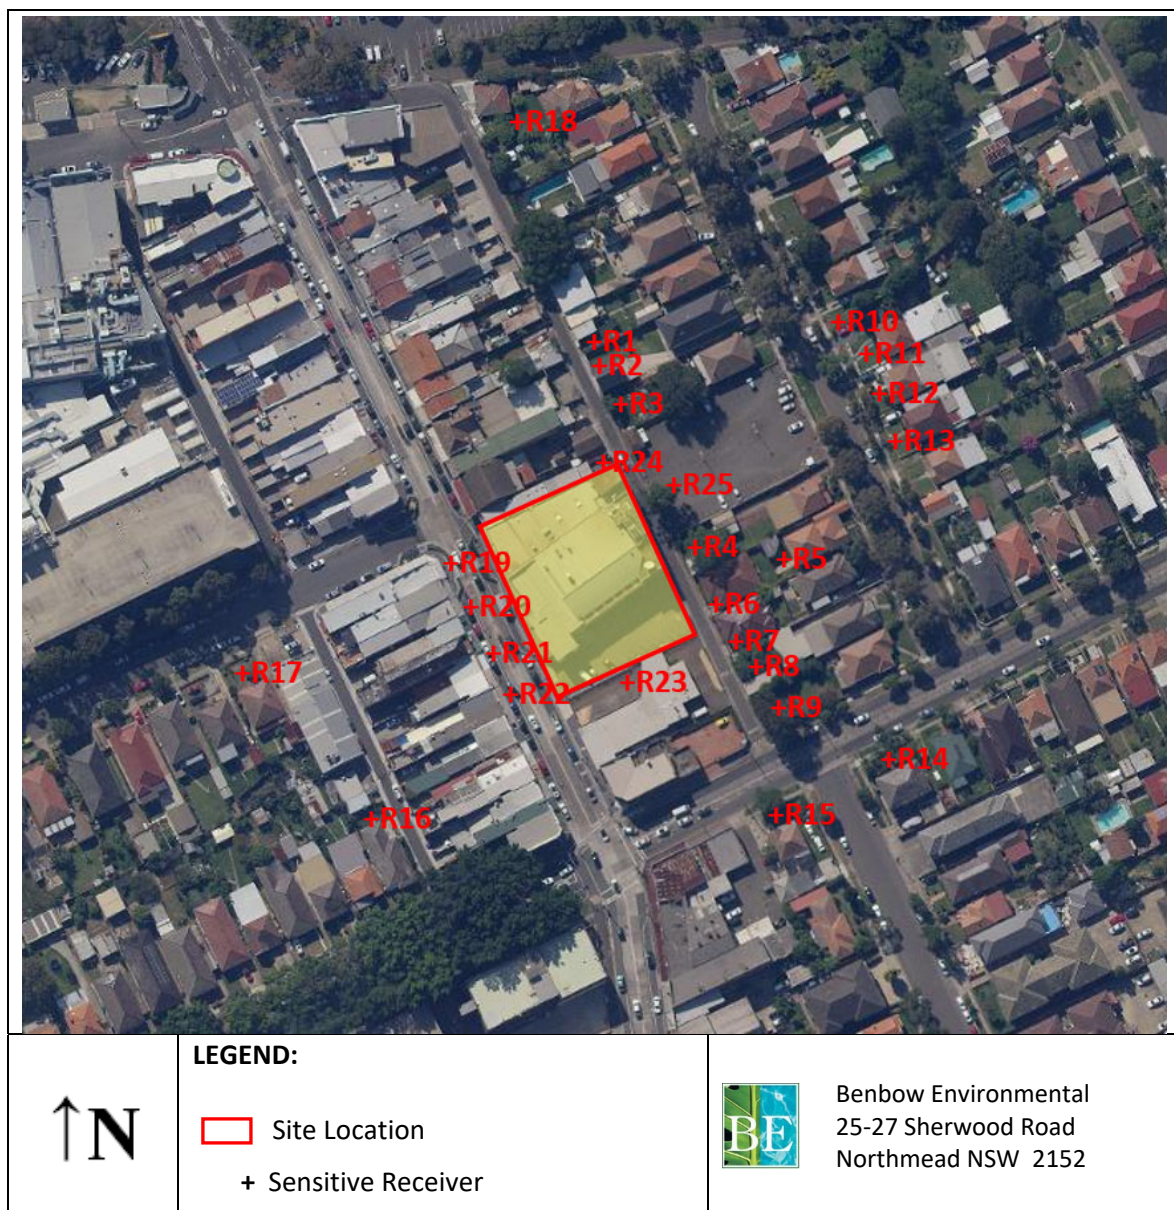 +R18
+R10
+R1
+R11
+R2
+R12
+R3
+R13
+R24
+R25
+R4
+R19
+R5
+R20
+R6
+R7
+R21
+R8
+R17
+R23
+R22
+R9
+R14
+R15
+R16
↑N
LEGEND:
Site Location
+ Sensitive Receiver
BE
Benbow Environmental
25-27 Sherwood Road
Northmead NSW 2152